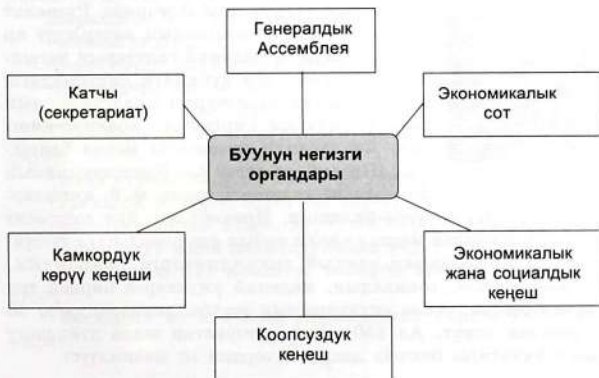 Генералдык
Ассамблея
Катчы
(секретариат)
Экономикалык
сот
БУУнун негизги
органдары
Камкордук
көрүү кеңеши
Экономикалык
жана социалдык
кеңеш
Коопсуздук
кеңеш